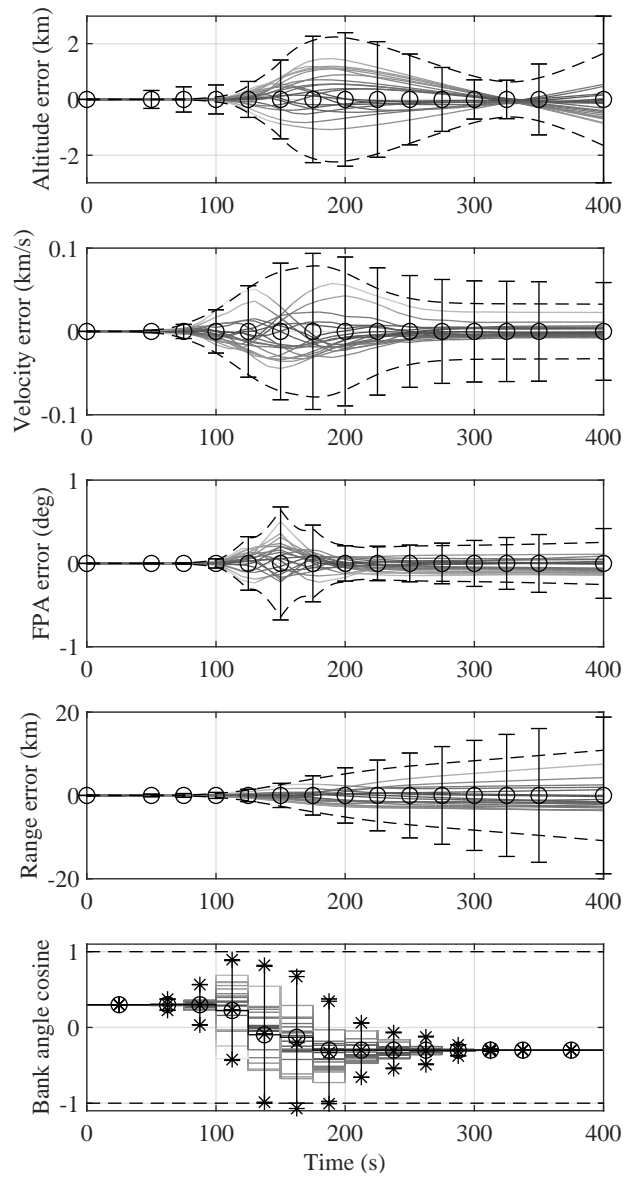 Altitude error (km)
2
0
-2
0 100 200 300 400
Velocity error (km/s)
0.1
0
-0.1
0 100 200 300 400
FPA error (deg)
1
0
-1
0 100 200 300 400
Range error (km)
20
0
-20
0 100 200 300 400
Bank angle cosine
1
0
-1
0 100 200 300 400
Time (s)